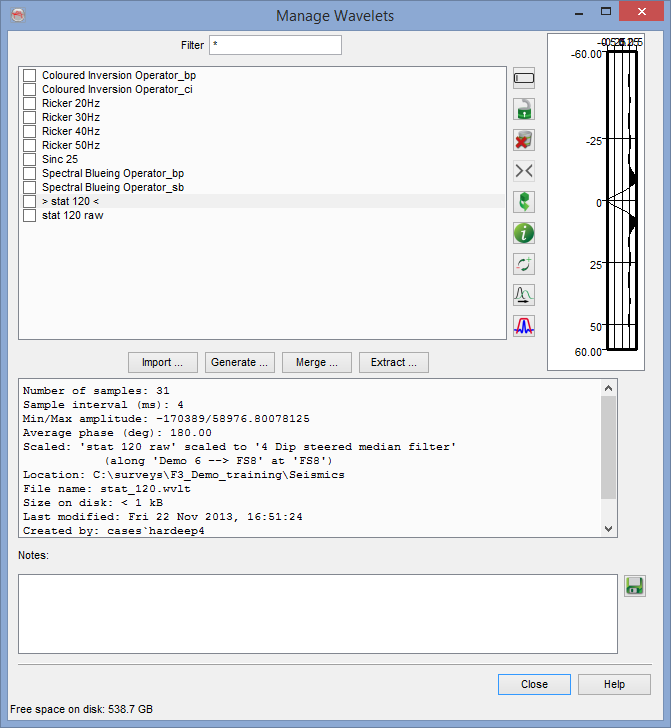 Manage Wavelets
Filter *
Coloured Inversion Operator_bp
Coloured Inversion Operator_ci
Ricker 20Hz
Ricker 30Hz
Ricker 40Hz
Ricker 50Hz
Sinc 25
Spectral Blueing Operator_bp
Spectral Blueing Operator_sb
> stat 120 <
stat 120 raw
-60.00
-25
0
25
50
60.00
Import ... Generate ... Merge ... Extract ...
Number of samples: 31
Sample interval (ms): 4
Min/Max amplitude: -170389/58976.80078125
Average phase (deg): 180.00
Scaled: 'stat 120 raw' scaled to '4 Dip steered median filter'
(along 'Demo 6 --> FS8' at 'FS8')
Location: C:\surveys\F3_Demo_training\Seismics
File name: stat_120.wvlt
Size on disk: < 1 kB
Last modified: Fri 22 Nov 2013, 16:51:24
Created by: cases`hardeep4
Notes:
Close Help
Free space on disk: 538.7 GB